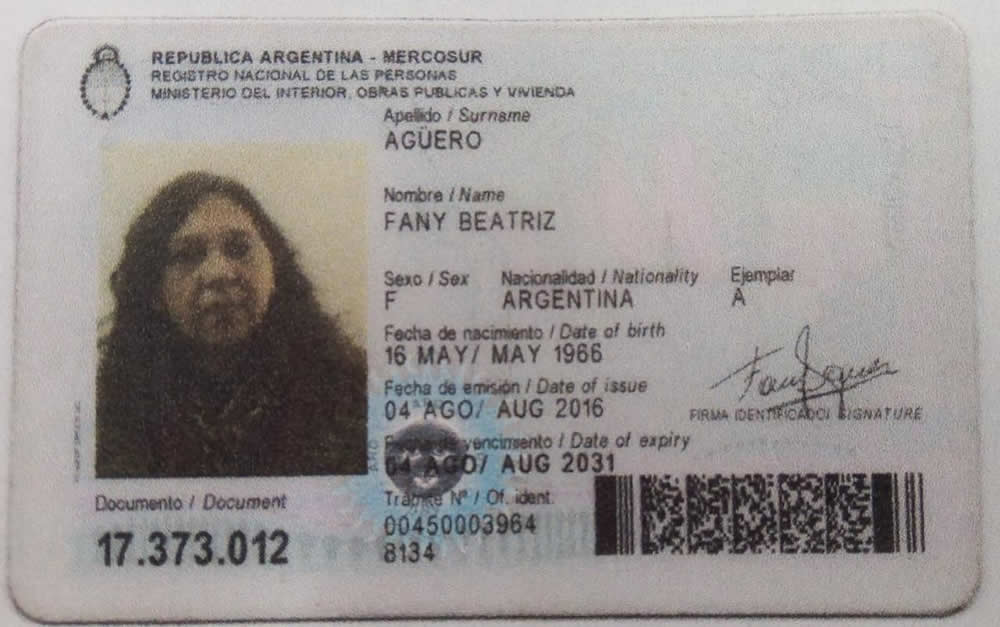 REPUBLICA ARGENTINA - MERCOSUR
REGISTRO NACIONAL DE LAS PERSONAS
MINISTERIO DEL INTERIOR, OBRAS PUBLICAS Y VIVIENDA
Apellido / Surname
AGÜERO
Nombre / Name
FANY BEATRIZ
Sexo / Sex Nacionalidad / Nationality Ejemplar
F ARGENTINA A
Fecha de nacimiento / Date of birth
16 MAY/ MAY 1966
Fecha de emisión / Date of issue
04 AGO/ AUG 2016
FIRMA IDENTIFICADO/ SIGNATURE
Fecha de vencimiento / Date of expiry
04 AGO/ AUG 2031
Documento / Document
17.373.012
Trámite Nº / Of. ident.
00450003964
8134